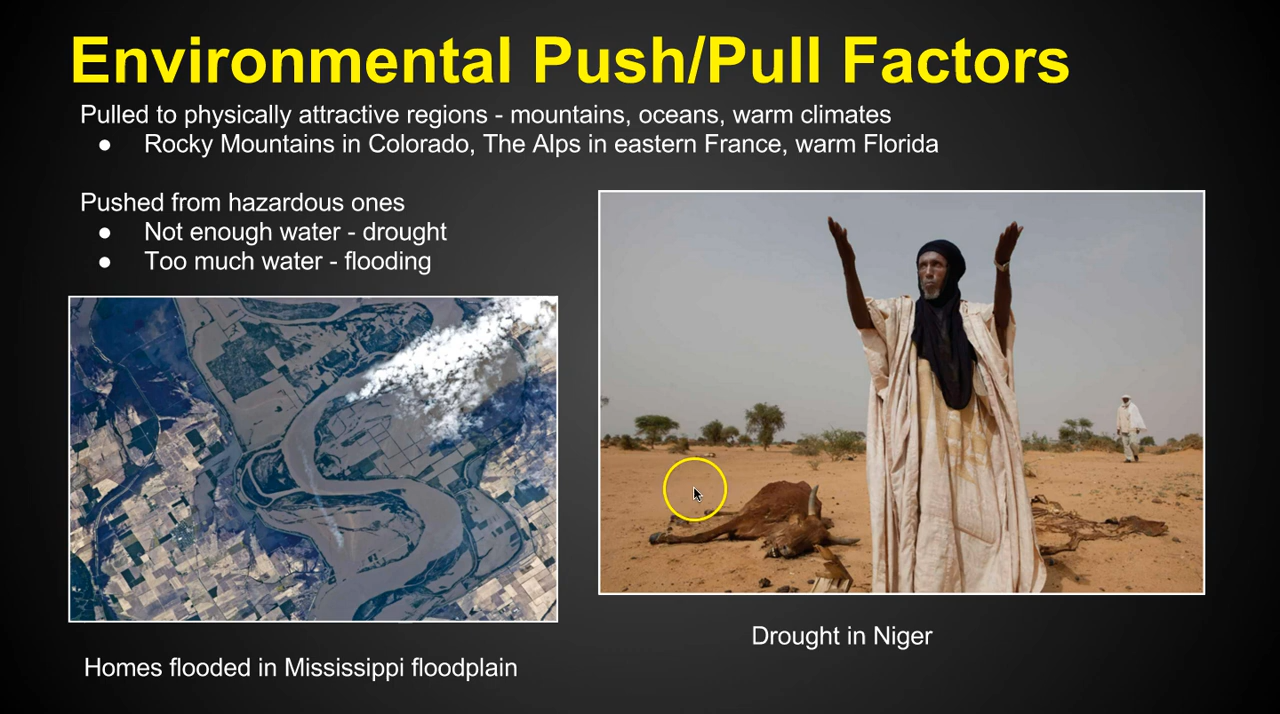 Environmental Push/Pull Factors
Pulled to physically attractive regions - mountains, oceans, warm climates
● Rocky Mountains in Colorado, The Alps in eastern France, warm Florida
Pushed from hazardous ones
● Not enough water - drought
● Too much water - flooding
Drought in Niger
Homes flooded in Mississippi floodplain